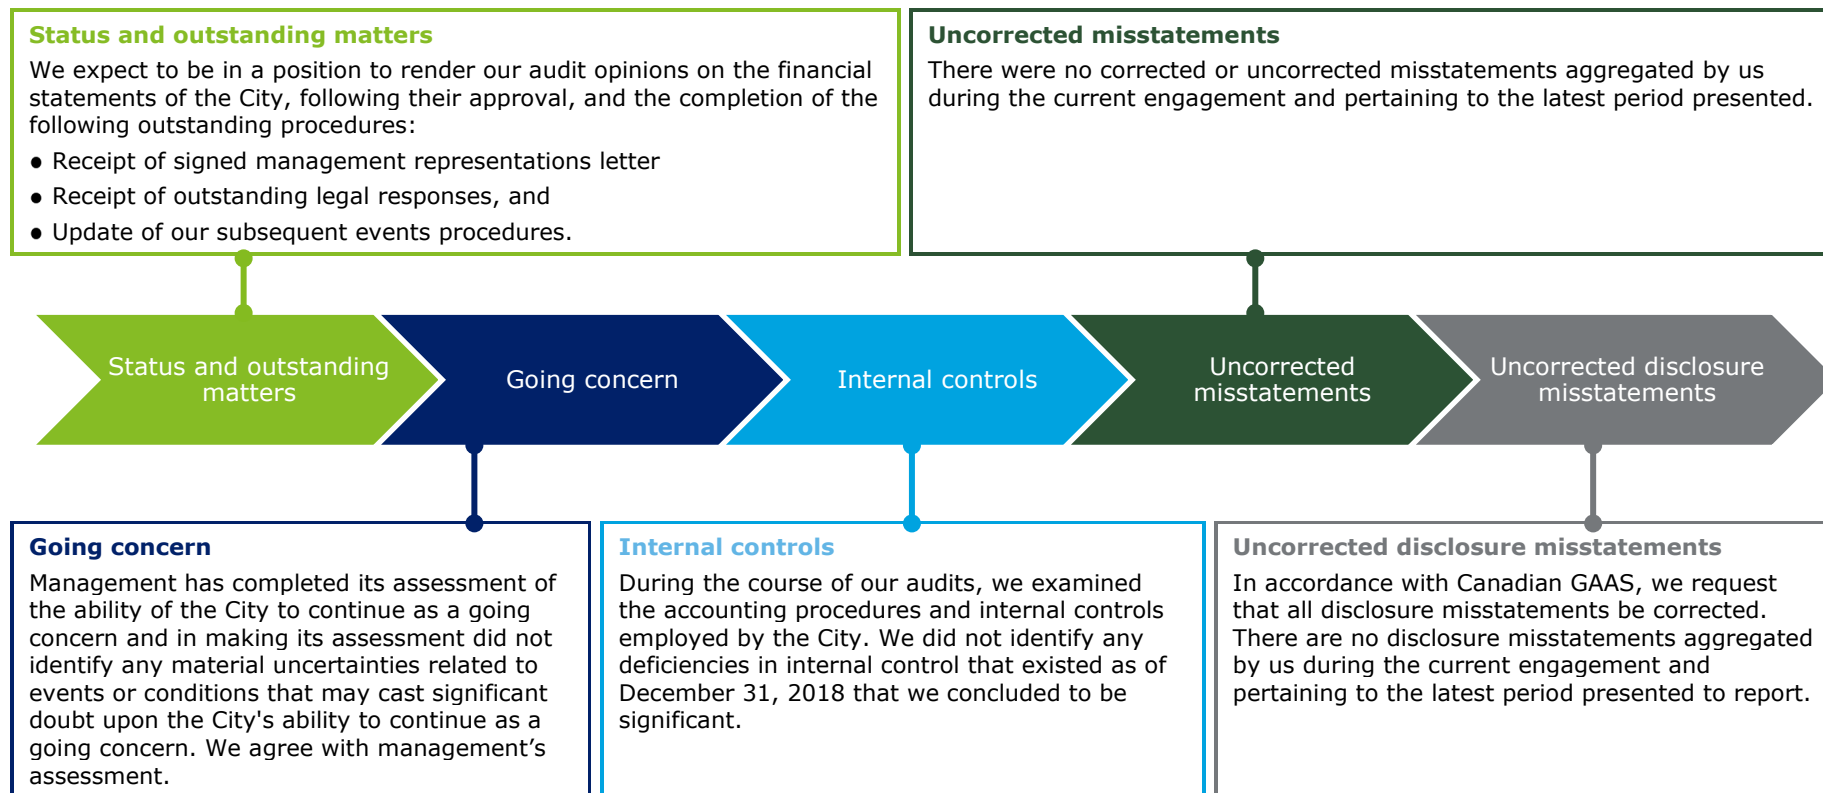 Status and outstanding matters
We expect to be in a position to render our audit opinions on the financial
statements of the City, following their approval, and the completion of the
following outstanding procedures:
● Receipt of signed management representations letter
● Receipt of outstanding legal responses, and
● Update of our subsequent events procedures.
Uncorrected misstatements
There were no corrected or uncorrected misstatements aggregated by us
during the current engagement and pertaining to the latest period presented.
Status and outstanding
matters
Going concern
Internal controls
Uncorrected
misstatements
Uncorrected disclosure
misstatements
Going concern
Management has completed its assessment of
the ability of the City to continue as a going
concern and in making its assessment did not
identify any material uncertainties related to
events or conditions that may cast significant
doubt upon the City's ability to continue as a
going concern. We agree with management’s
assessment.
Internal controls
During the course of our audits, we examined
the accounting procedures and internal controls
employed by the City. We did not identify any
deficiencies in internal control that existed as of
December 31, 2018 that we concluded to be
significant.
Uncorrected disclosure misstatements
In accordance with Canadian GAAS, we request
that all disclosure misstatements be corrected.
There are no disclosure misstatements aggregated
by us during the current engagement and
pertaining to the latest period presented to report.